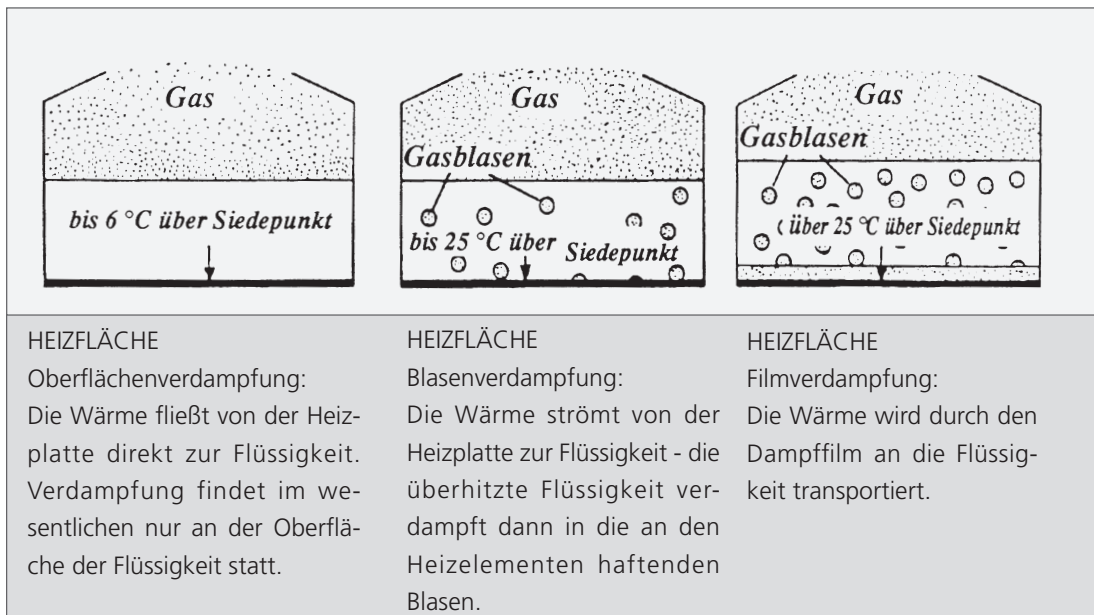 Gas
bis 6 °C über Siedepunkt
Gas
Gasblasen
bis 25 °C über Siedepunkt
Gas
Gasblasen
Über 25 °C über Siedepunkt
HEIZFLÄCHE
Oberflächenverdampfung:
Die Wärme fließt von der Heiz-
platte direkt zur Flüssigkeit.
Verdampfung findet im we-
sentlichen nur an der Oberflä-
che der Flüssigkeit statt.
HEIZFLÄCHE
Blasenverdampfung:
Die Wärme strömt von der
Heizplatte zur Flüssigkeit - die
überhitzte Flüssigkeit ver-
dampft dann in die an den
Heizelementen haftenden
Blasen.
HEIZFLÄCHE
Filmverdampfung:
Die Wärme wird durch den
Dampffilm an die Flüssig-
keit transportiert.